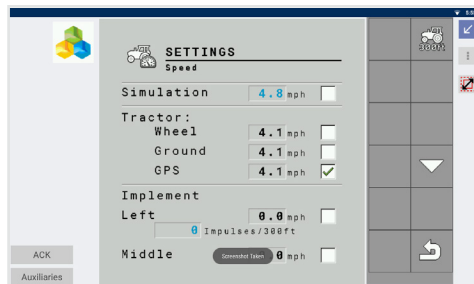 SETTINGS
Speed
300ft
Simulation 4.8 mph
Tractor:
Wheel 4.1 mph
Ground 4.1 mph
GPS 4.1 mph
Implement
Left 0.0 mph
0 Impulses/300ft
Middle 0 mph
Screenshot Taken
ACK
Auxiliaries